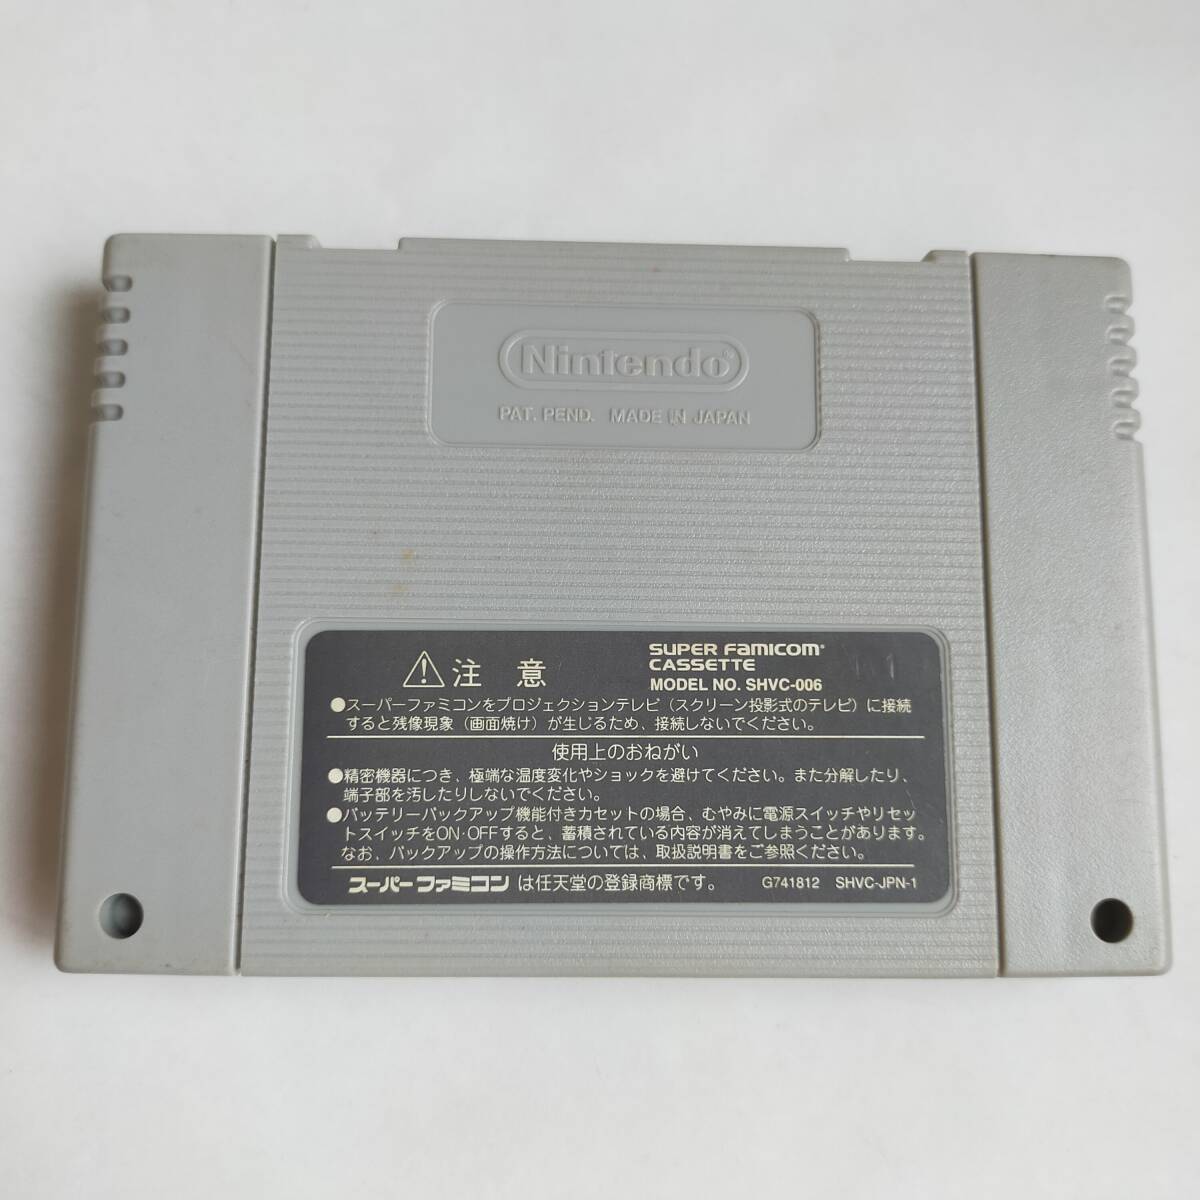 Nintendo®
PAT. PEND. MADE IN JAPAN
⚠注意
SUPER FAMICOM®
CASSETTE
MODEL NO. SHVC-006
●スーパーファミコンをプロジェクションテレビ（スクリーン投影式のテレビ）に接続
すると残像現象（画面焼け）が生じるため、接続しないでください。
使用上のおねがい
●精密機器につき、極端な温度変化やショックを避けてください。また分解したり、
端子部を汚したりしないでください。
●バッテリーバックアップ機能付きカセットの場合、むやみに電源スイッチやリセッ
トスイッチをON・OFFすると、蓄積されている内容が消えてしまうことがあります。
なお、バックアップの操作方法については、取扱説明書をご参照ください。
スーパーファミコンは任天堂の登録商標です。 G741812 SHVC-JPN-1